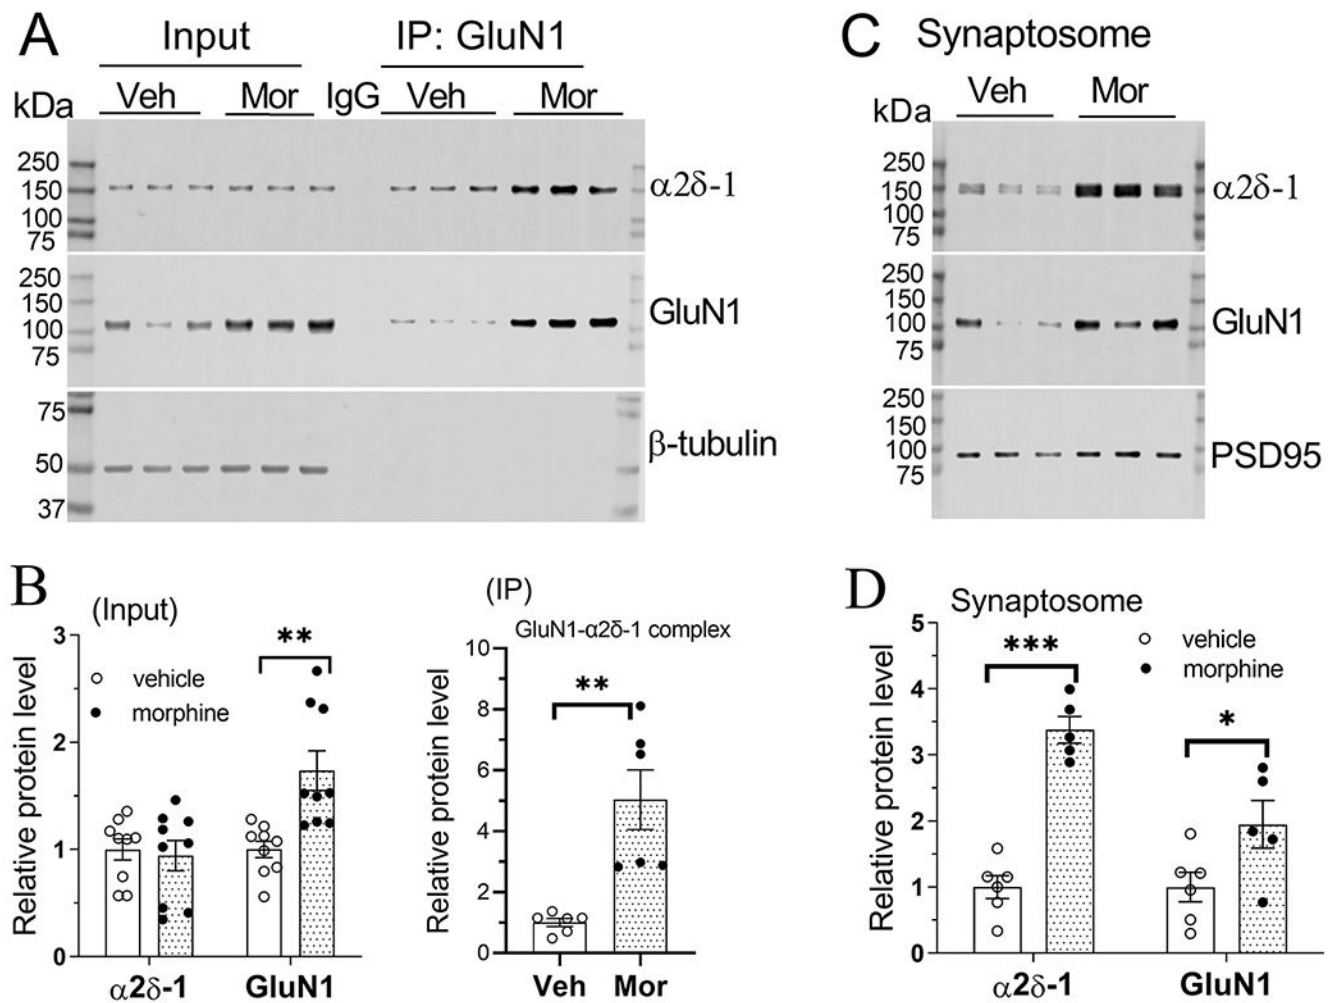 A Input IP: GluN1
kDa Veh Mor IgG Veh Mor
250
150
100
75
α2δ-1
250
150
100
75
GluN1
75
50
37
β-tubulin
C Synaptosome
kDa Veh Mor
250
150
100
75
α2δ-1
250
150
100
75
GluN1
250
150
100
75
PSD95
B (Input)
Relative protein level
3
2
1
0
vehicle
morphine
**
α2δ-1 GluN1
(IP)
GluN1-α2δ-1 complex
Relative protein level
10
8
6
4
2
0
**
Veh Mor
D Synaptosome
Relative protein level
5
4
3
2
1
0
vehicle
morphine
***
*
α2δ-1 GluN1